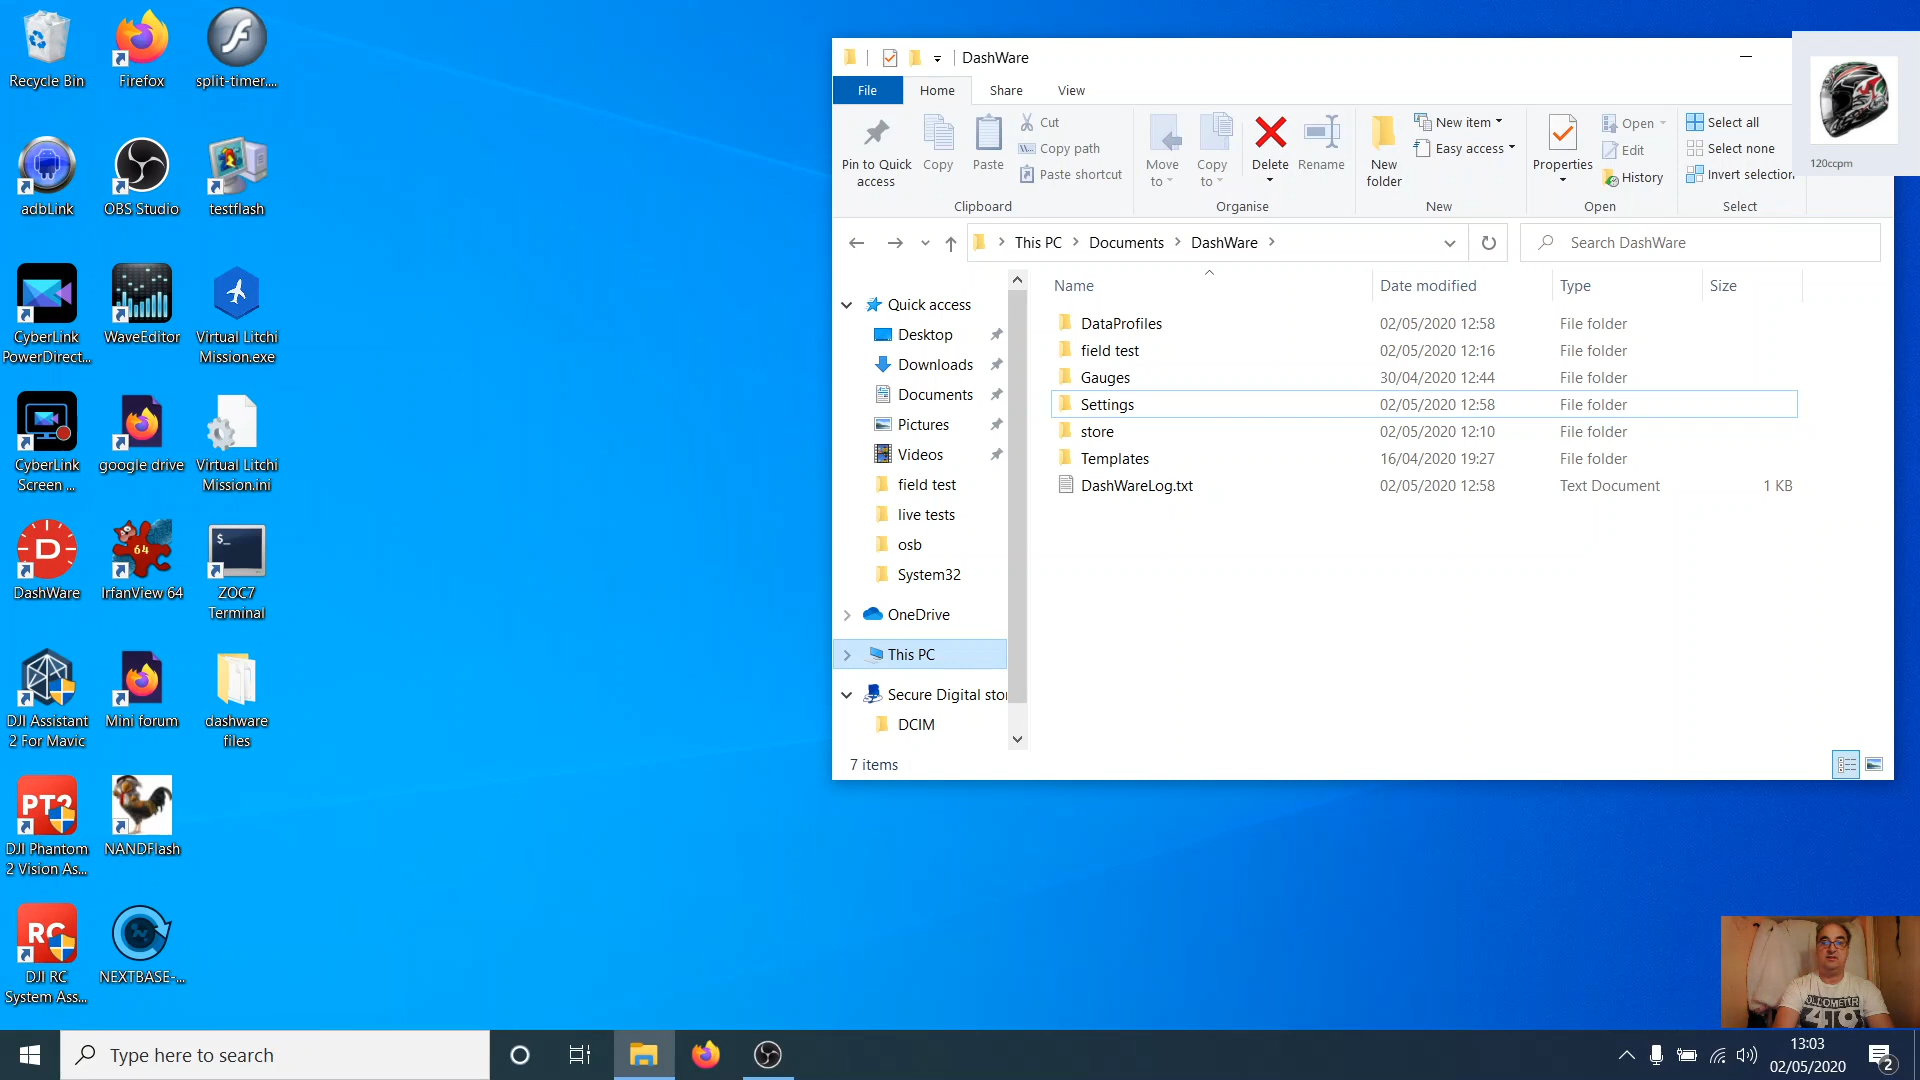 Recycle Bin
Firefox
split-timer....
adbLink
OBS Studio
testflash
CyberLink
PowerDirect...
WaveEditor
Virtual Litchi
Mission.exe
CyberLink
Screen ...
google drive
Virtual Litchi
Mission.ini
DashWare
64
IrfanView 64
$_
ZOC7
Terminal
DJI Assistant
2 For Mavic
Mini forum
dashware
files
PT2
DJI Phantom
2 Vision As...
NANDFlash
RC
DJI RC
System Ass...
NEXTBASE-...
DashWare
File
Home
Share
View
Pin to Quick
access
Copy
Paste
Cut
Copy path
Paste shortcut
Clipboard
Move
to
Copy
to
Delete
Rename
Organise
New
folder
New item
Easy access
New
Properties
Open
Edit
History
Open
Select all
Select none
Invert selection
Select
120ccpm
This PC
Documents
DashWare
Search DashWare
Quick access
Desktop
Downloads
Documents
Pictures
Videos
field test
live tests
osb
System32
OneDrive
This PC
Secure Digital sto
DCIM
Name Date modified Type Size
DataProfiles 02/05/2020 12:58 File folder
field test 02/05/2020 12:16 File folder
Gauges 30/04/2020 12:44 File folder
Settings 02/05/2020 12:58 File folder
store 02/05/2020 12:10 File folder
Templates 16/04/2020 19:27 File folder
DashWareLog.txt 02/05/2020 12:58 Text Document 1 KB
7 items
Type here to search
13:03
02/05/2020
2